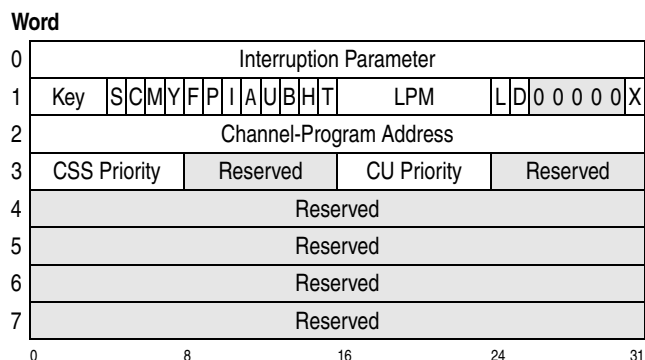 Word
0 Interruption Parameter
1 Key S C M Y F P I A U B H T LPM L D 0 0 0 0 0 X
2 Channel-Program Address
3 CSS Priority Reserved CU Priority Reserved
4 Reserved
5 Reserved
6 Reserved
7 Reserved
0 8 16 24 31